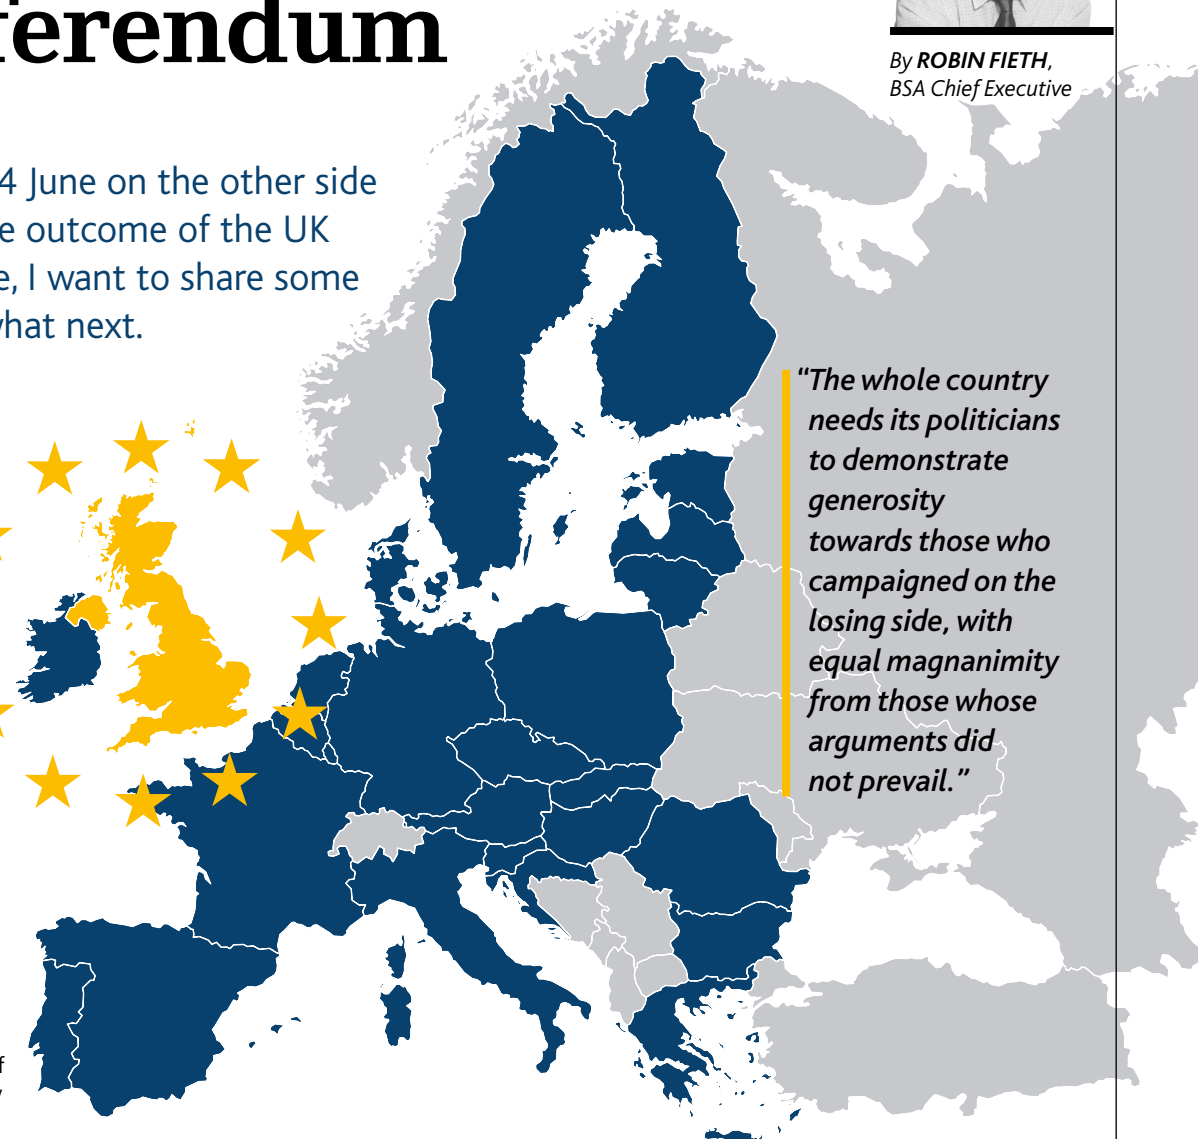 ferendum
By ROBIN FIETH,
BSA Chief Executive
4 June on the other side
e outcome of the UK
e, I want to share some
what next.
“The whole country
needs its politicians
to demonstrate
generosity
towards those who
campaigned on the
losing side, with
equal magnanimity
from those whose
arguments did
not prevail.”
f